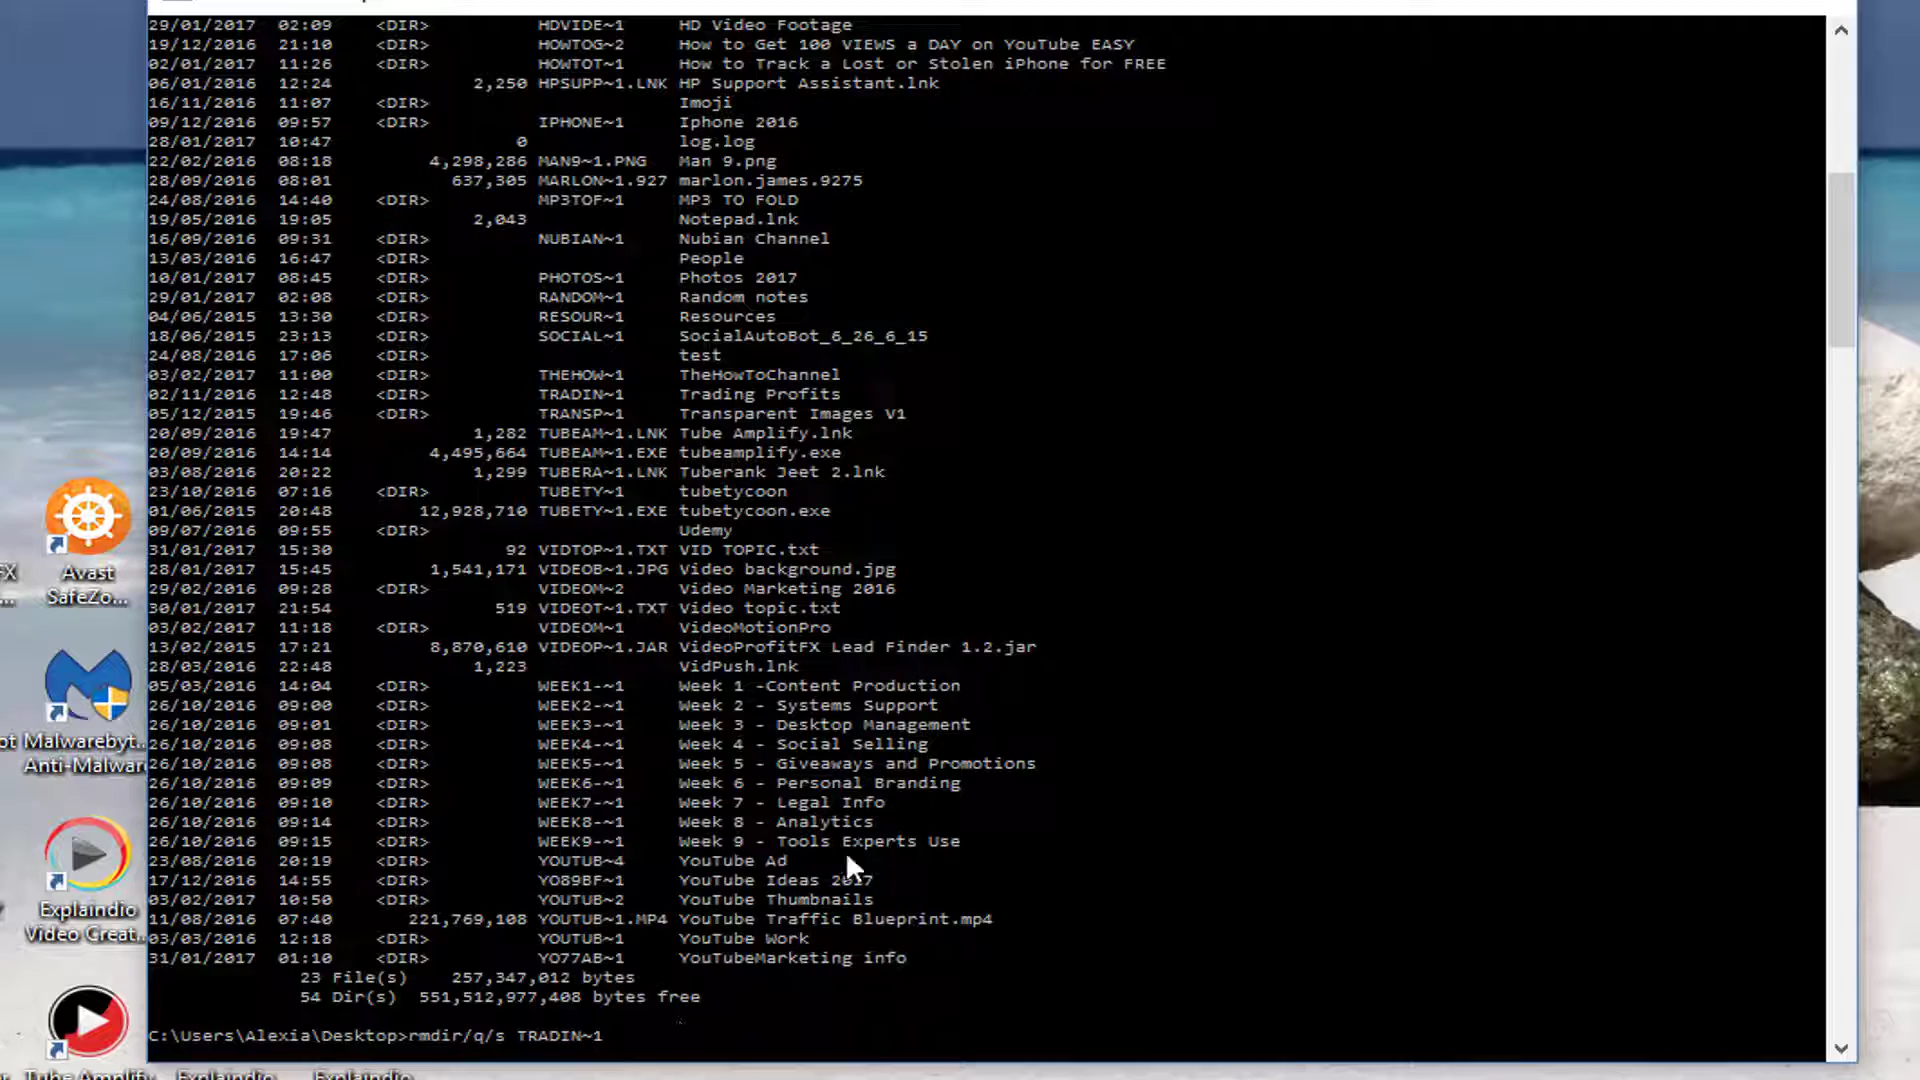 29/01/2017 02:09 <DIR> HDVIDE~1 HD Video Footage
19/12/2016 21:10 <DIR> HOWTOG~2 How to Get 100 VIEWS a DAY on YouTube EASY
02/01/2017 11:26 <DIR> HOWTOT~1 How to Track a Lost or Stolen iPhone for FREE
06/01/2017 12:24 2,250 HPSUPP~1.LNK HP Support Assistant.lnk
16/11/2016 11:07 <DIR> Imoji
09/12/2016 09:57 <DIR> IPHONE~1 Iphone 2016
28/01/2017 10:47 0 log.log
22/02/2016 08:18 4,298,286 MAN9~1.PNG Man 9.png
28/09/2016 08:01 637,305 MARLON~1.927 marlon.james.9275
24/08/2016 14:40 <DIR> MP3TOF~1 MP3 TO FOLD
19/05/2016 19:05 2,043 Notepad.lnk
16/09/2016 09:31 <DIR> NUBIAN~1 Nubian Channel
13/03/2016 16:47 <DIR> People
10/01/2017 08:45 <DIR> PHOTOS~1 Photos 2017
29/01/2017 02:08 <DIR> RANDOM~1 Random notes
04/06/2015 13:30 <DIR> RESOUR~1 Resources
18/06/2015 23:13 <DIR> SOCIAL~1 SocialAutoBot_6_26_6_15
24/08/2016 17:06 <DIR> test
03/02/2017 11:00 <DIR> THEHOW~1 TheHowToChannel
02/11/2016 12:48 <DIR> TRADIN~1 Trading Profits
05/12/2015 19:46 <DIR> TRANSP~1 Transparent Images V1
20/09/2016 19:47 1,282 TUBEAM~1.LNK Tube Amplify.lnk
20/09/2016 14:14 4,495,664 TUBEAM~1.EXE tubeamplify.exe
03/08/2016 20:22 1,299 TUBERA~1.LNK Tuberank Jeet 2.lnk
23/10/2016 07:16 <DIR> TUBETY~1 tubetycoon
01/06/2015 20:48 12,928,710 TUBETY~1.EXE tubetycoon.exe
09/07/2016 09:55 <DIR> Udemy
31/01/2017 15:30 92 VIDTOP~1.TXT VID TOPIC.txt
28/01/2017 15:45 1,541,171 VIDEOB~1.JPG Video background.jpg
29/02/2016 09:28 <DIR> VIDEOM~2 Video Marketing 2016
30/01/2017 21:54 519 VIDEOT~1.TXT Video topic.txt
03/02/2017 11:18 <DIR> VIDEOM~1 VideoMotionPro
13/02/2015 17:21 8,870,610 VIDEOP~1.JAR VideoProfitFX Lead Finder 1.2.jar
28/03/2016 22:48 1,223 VidPush.lnk
05/03/2016 14:04 <DIR> WEEK1-~1 Week 1 -Content Production
26/10/2016 09:00 <DIR> WEEK2-~1 Week 2 - Systems Support
26/10/2016 09:01 <DIR> WEEK3-~1 Week 3 - Desktop Management
26/10/2016 09:08 <DIR> WEEK4-~1 Week 4 - Social Selling
26/10/2016 09:08 <DIR> WEEK5-~1 Week 5 - Giveaways and Promotions
26/10/2016 09:09 <DIR> WEEK6-~1 Week 6 - Personal Branding
26/10/2016 09:10 <DIR> WEEK7-~1 Week 7 - Legal Info
26/10/2016 09:14 <DIR> WEEK8-~1 Week 8 - Analytics
26/10/2016 09:15 <DIR> WEEK9-~1 Week 9 - Tools Experts Use
23/08/2016 20:19 <DIR> YOUTUB~4 YouTube Ad
17/12/2016 14:55 <DIR> YO89BF~1 YouTube Ideas 2017
03/02/2017 10:50 <DIR> YOUTUB~2 YouTube Thumbnails
11/08/2016 07:40 221,769,108 YOUTUB~1.MP4 YouTube Traffic Blueprint.mp4
03/03/2016 12:18 <DIR> YOUTUB~1 YouTube Work
31/01/2017 01:10 <DIR> YO77AB~1 YouTubeMarketing info
23 File(s) 257,347,012 bytes
54 Dir(s) 551,512,977,408 bytes free
C:\Users\Alexia\Desktop>rmdir/q/s TRADIN~1
Avast
SafeZo...
Malwarebyt...
Anti-Malwar
Explaindio
Video Creat...
Tube Amplify
Explaindio
Explaindio